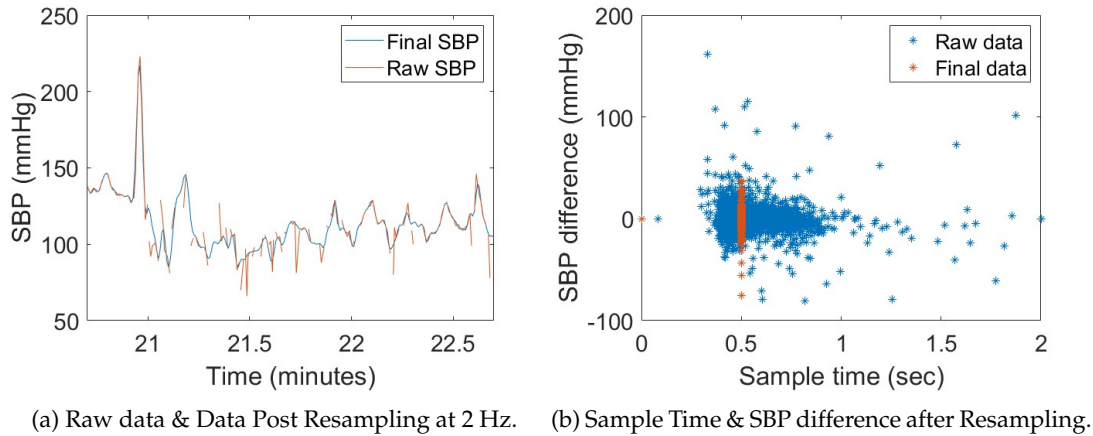 250
200
150
100
50
SBP (mmHg)
Final SBP
Raw SBP
21
21.5
22
22.5
Time (minutes)
(a) Raw data & Data Post Resampling at 2 Hz.
200
100
0
-100
SBP difference (mmHg)
Raw data
Final data
0
0.5
1
1.5
2
Sample time (sec)
(b) Sample Time & SBP difference after Resampling.